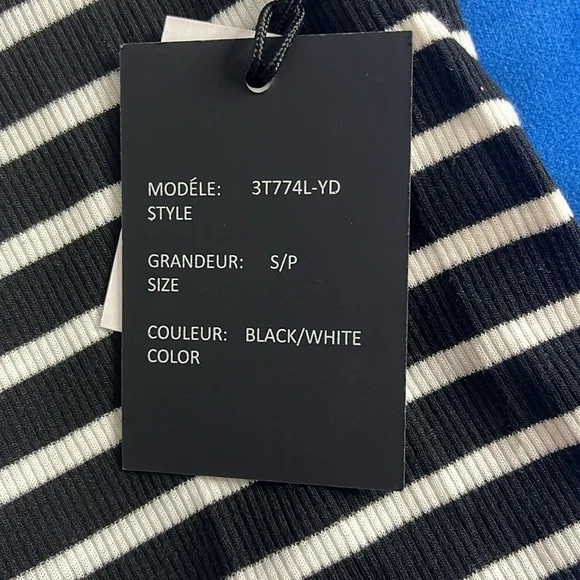 MODÉLE: 3T774L-YD
STYLE
GRANDEUR: S/P
SIZE
COULEUR: BLACK/WHITE
COLOR